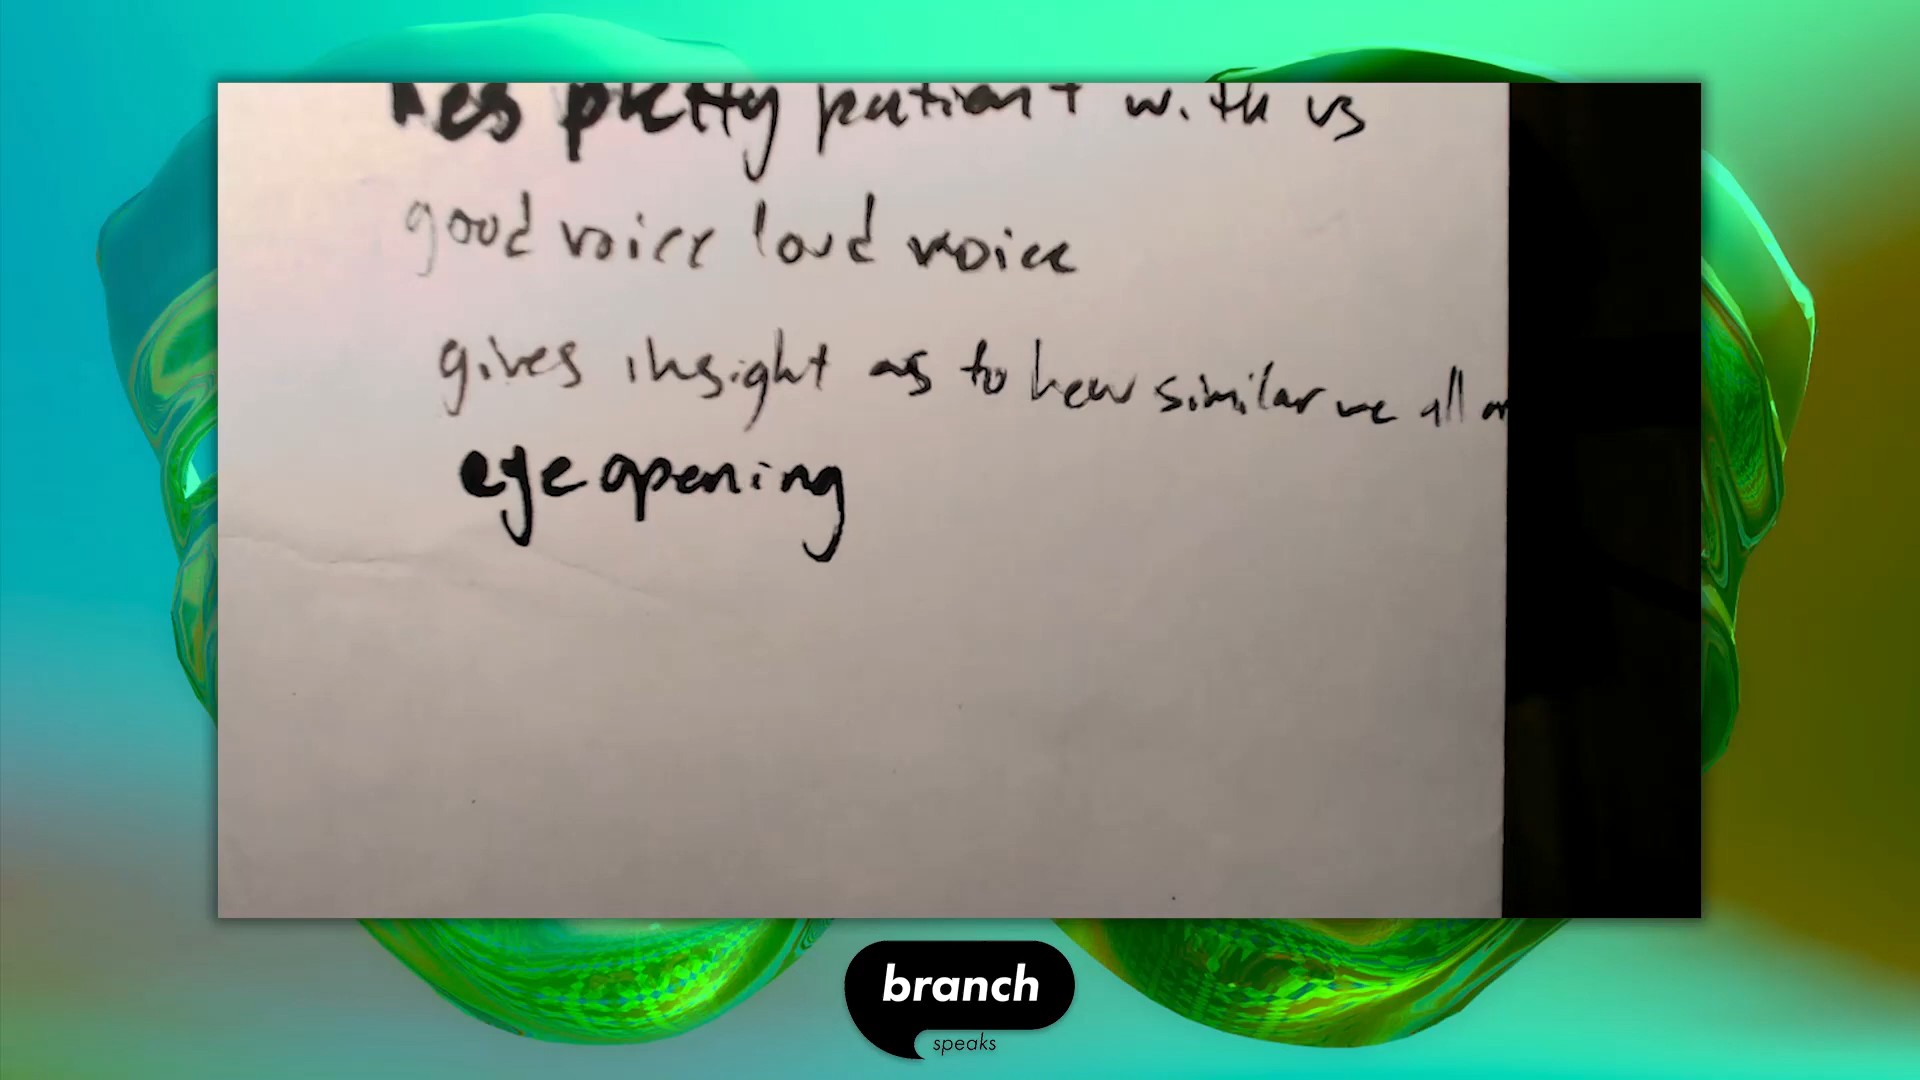 hes pretty patient with us
good voice loud voice
gives insight as to how similar we all
eye opening
branch
speaks